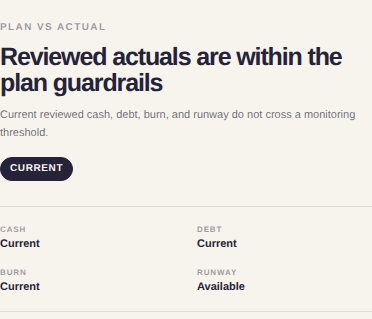 PLAN VS ACTUAL
Reviewed actuals are within the
plan guardrails
Current reviewed cash, debt, burn, and runway do not cross a monitoring
threshold.
CURRENT
CASH
Current
DEBT
Current
BURN
Current
RUNWAY
Available